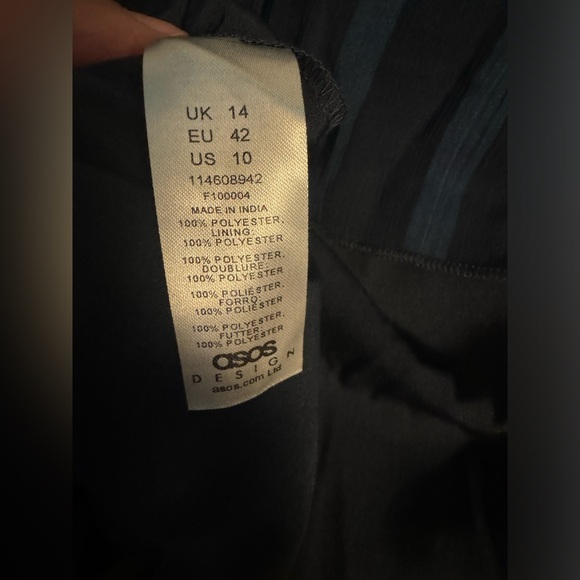 UK 14
EU 42
US 10
114608942
F100004
MADE IN INDIA
100% POLYESTER,
LINING:
100% POLYESTER
100% POLYESTER,
DOUBLURE:
100% POLYESTER
100% POLIÉSTER,
FORRO:
100% POLIÉSTER
100% POLYESTER,
FUTTER:
100% POLYESTER
asos
DESIGN
asos.com Ltd